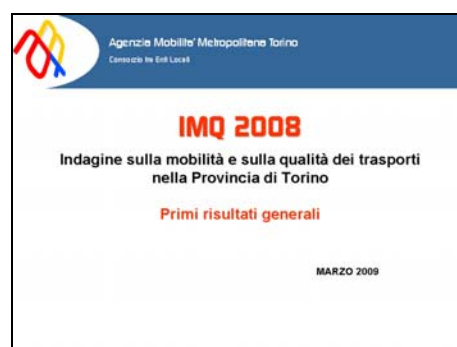 Agenzia Mobilita' Metropolitana Torino
Consorzio tra Enti Locali
IMQ 2008
Indagine sulla mobilità e sulla qualità dei trasporti
nella Provincia di Torino
Primi risultati generali
MARZO 2009